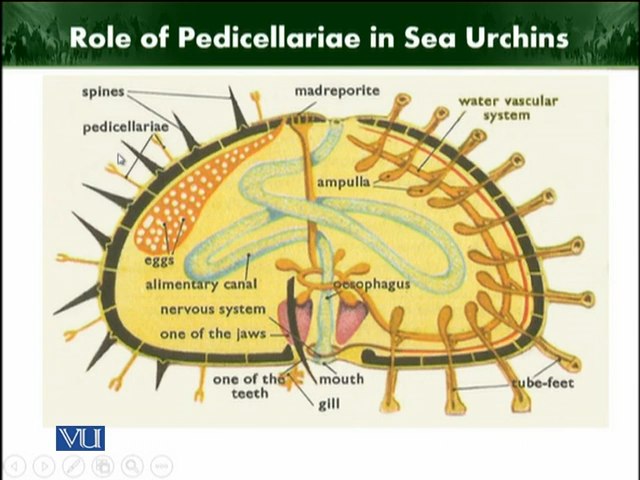 Role of Pedicellariae in Sea Urchins
spines
madreporite
water vascular
system
pedicellariae
ampulla
eggs
alimentary canal
oesophagus
nervous system
one of the jaws
one of the
teeth
mouth
gill
tube-feet
VU